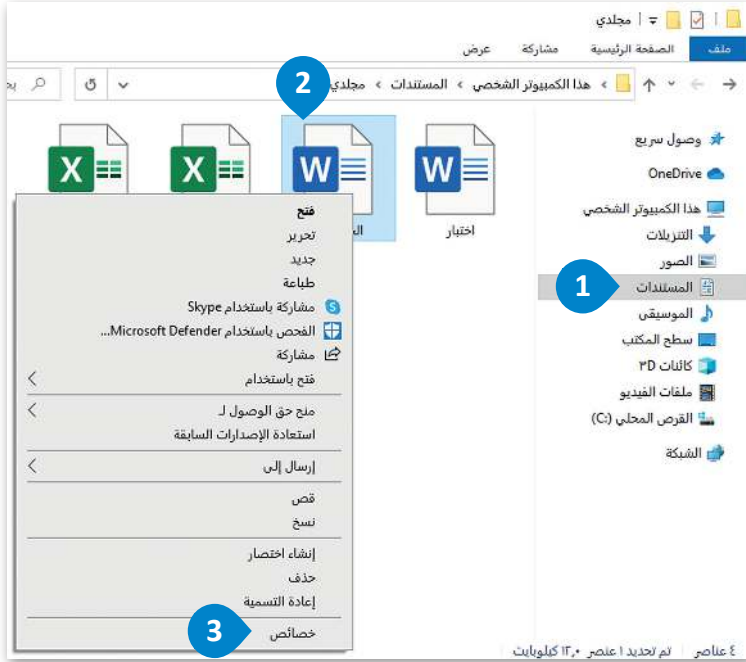 مجلدي
ملف الصفحة الرئيسية مشاركة عرض
هذا الكمبيوتر الشخصي › المستندات › مجلدي
2
وصول سريع
OneDrive
هذا الكمبيوتر الشخصي
التنزيلات
الصور
المستندات
1
الموسيقى
سطح المكتب
كائنات ٣D
ملفات الفيديو
القرص المحلي (C:)
الشبكة
اختبار
فتح
تحرير
جديد
طباعة
مشاركة باستخدام Skype
الفحص باستخدام Microsoft Defender...
مشاركة
فتح باستخدام
منح حق الوصول لـ
استعادة الإصدارات السابقة
إرسال إلى
قص
نسخ
إنشاء اختصار
حذف
إعادة التسمية
خصائص
3
٤ عناصر تم تحديد ١ عنصر ١٢,٠ كيلوبايت